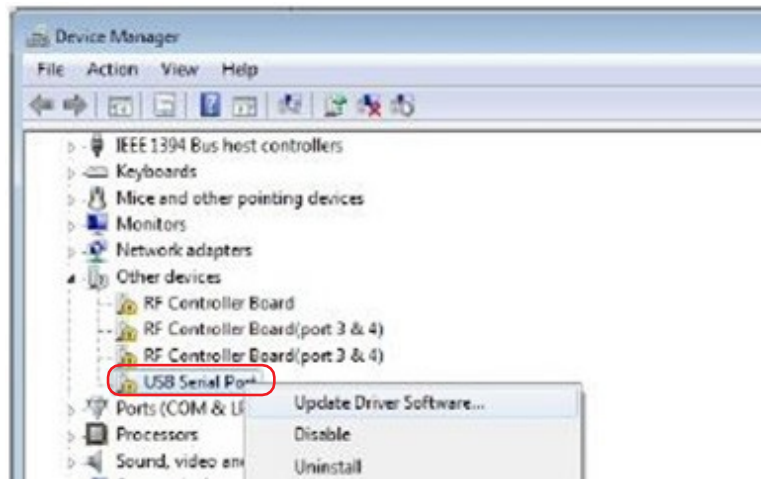 Device Manager
File Action View Help
IEEE 1394 Bus host controllers
Keyboards
Mice and other pointing devices
Monitors
Network adapters
Other devices
RF Controller Board
RF Controller Board(port 3 & 4)
RF Controller Board(port 3 & 4)
USB Serial Port
Ports (COM & LP
Update Driver Software...
Processors
Disable
Sound, video an
Uninstall